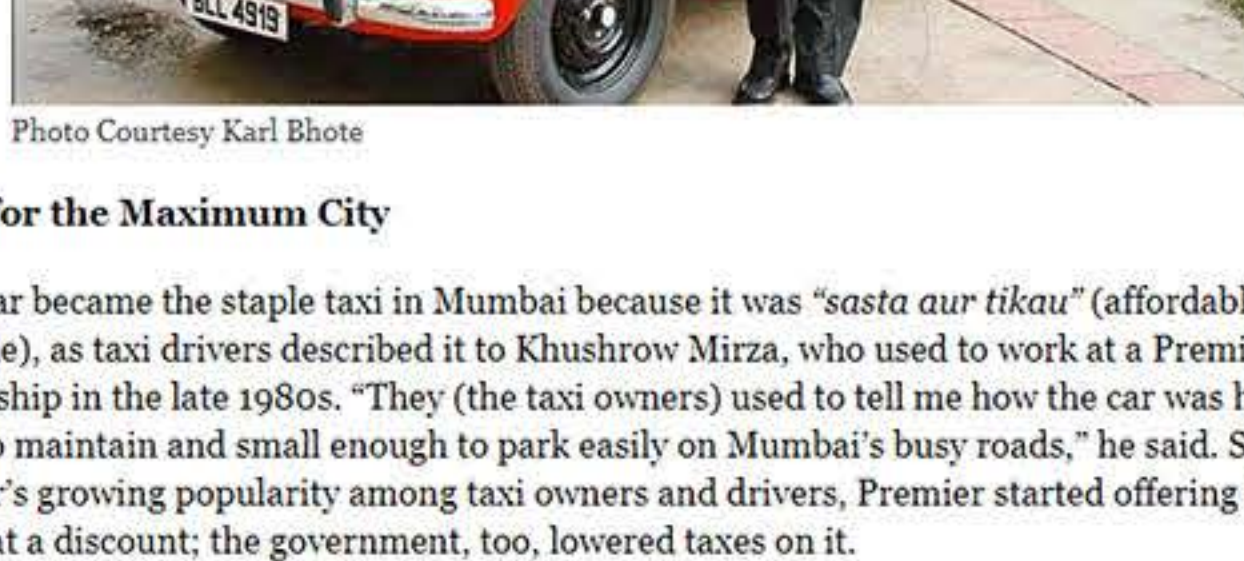 BLL 4919
Photo Courtesy Karl Bhote
for the Maximum City
ar became the staple taxi in Mumbai because it was “sasta aur tikau” (affordabl
e), as taxi drivers described it to Khushrow Mirza, who used to work at a Premi
ship in the late 1980s. “They (the taxi owners) used to tell me how the car was h
o maintain and small enough to park easily on Mumbai’s busy roads,” he said. S
r’s growing popularity among taxi owners and drivers, Premier started offering
at a discount; the government, too, lowered taxes on it.